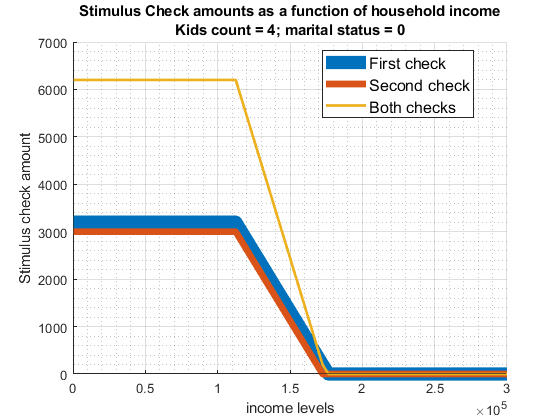 Stimulus Check amounts as a function of household income
Kids count = 4; marital status = 0
7000
6000
5000
4000
3000
2000
1000
0
Stimulus check amount
First check
Second check
Both checks
0 0.5 1 1.5 2 2.5 3
income levels
×10⁵